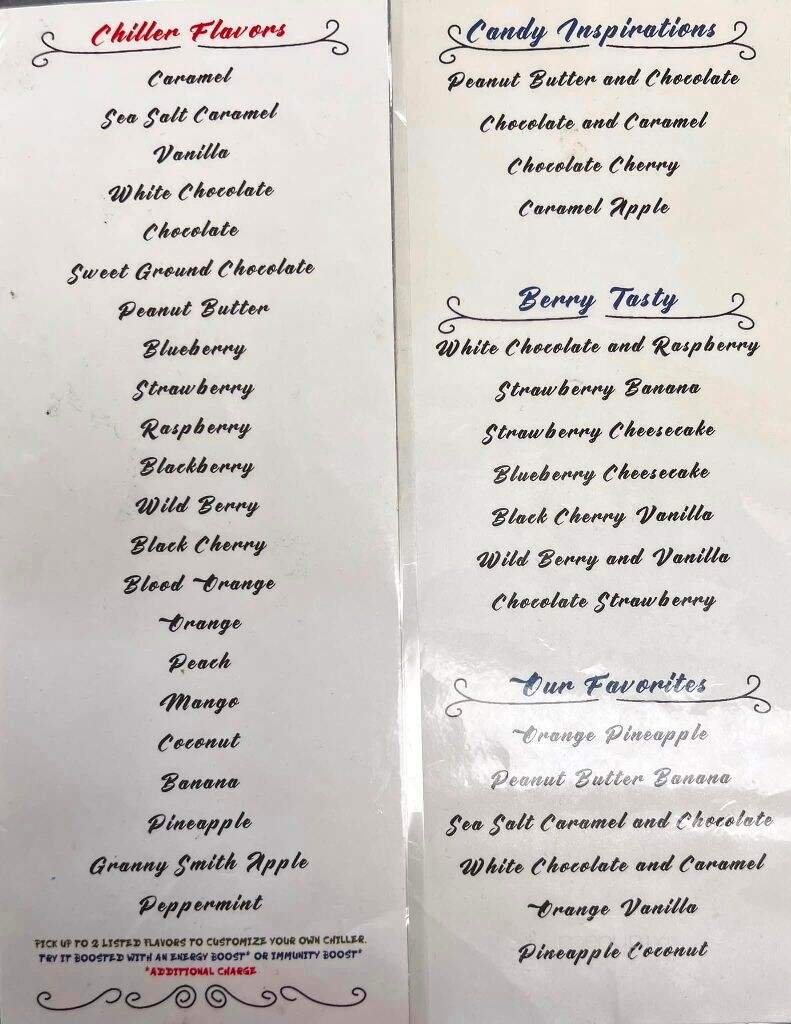 Chiller Flavors
Caramel
Sea Salt Caramel
Vanilla
White Chocolate
Chocolate
Sweet Ground Chocolate
Peanut Butter
Blueberry
Strawberry
Raspberry
Blackberry
Wild Berry
Black Cherry
Blood Orange
Orange
Peach
Mango
Coconut
Banana
Pineapple
Granny Smith Apple
Peppermint
PICK UP TO 2 LISTED FLAVORS TO CUSTOMIZE YOUR OWN CHILLER.
TRY IT BOOSTED WITH AN ENERGY BOOST* OR IMMUNITY BOOST*
*ADDITIONAL CHARGE
Candy Inspirations
Peanut Butter and Chocolate
Chocolate and Caramel
Chocolate Cherry
Caramel Apple
Berry Tasty
White Chocolate and Raspberry
Strawberry Banana
Strawberry Cheesecake
Blueberry Cheesecake
Black Cherry Vanilla
Wild Berry and Vanilla
Chocolate Strawberry
Our Favorites
Orange Pineapple
Peanut Butter Banana
Sea Salt Caramel and Chocolate
White Chocolate and Caramel
Orange Vanilla
Pineapple Coconut